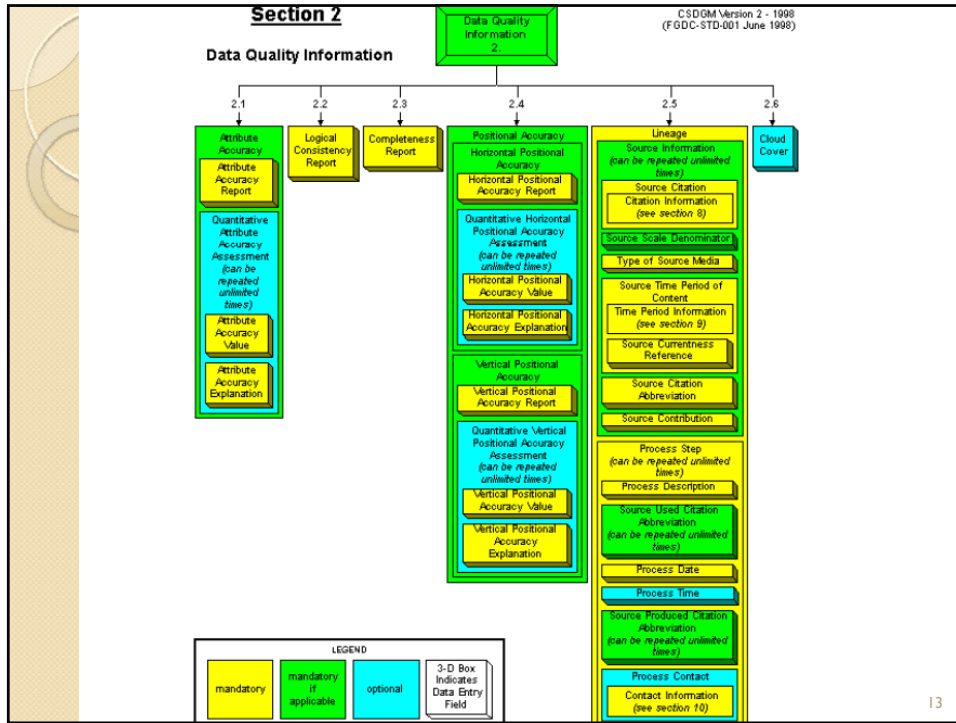 Section 2
Data Quality Information
CSDGM Version 2 - 1998
(FGDC-STD-001 June 1998)
Data Quality
Information
2.
2.1
2.2
2.3
2.4
2.5
2.6
Attribute
Accuracy
Attribute
Accuracy
Report
Quantitative
Attribute
Accuracy
Assessment
(can be
repeated
unlimited
times)
Attribute
Accuracy
Value
Attribute
Accuracy
Explanation
Logical
Consistency
Report
Completeness
Report
Positional Accuracy
Horizontal Positional
Accuracy
Horizontal Positional
Accuracy Report
Quantitative Horizontal
Positional Accuracy
Assessment
(can be repeated
unlimited times)
Horizontal Positional
Accuracy Value
Horizontal Positional
Accuracy Explanation
Vertical Positional
Accuracy
Vertical Positional
Accuracy Report
Quantitative Vertical
Positional Accuracy
Assessment
(can be repeated
unlimited times)
Vertical Positional
Accuracy Value
Vertical Positional
Accuracy
Explanation
Lineage
Source Information
(can be repeated unlimited
times)
Source Citation
Citation Information
(see section 8)
Source Scale Denominator
Type of Source Media
Source Time Period of
Content
Time Period Information
(see section 9)
Source Currentness
Reference
Source Citation
Abbreviation
Source Contribution
Process Step
(can be repeated unlimited
times)
Process Description
Source Used Citation
Abbreviation
(can be repeated unlimited
times)
Process Date
Process Time
Source Produced Citation
Abbreviation
(can be repeated unlimited
times)
Process Contact
Contact Information
(see section 10)
Cloud
Cover
LEGEND
mandatory
mandatory
if
applicable
optional
3-D Box
Indicates
Data Entry
Field
13